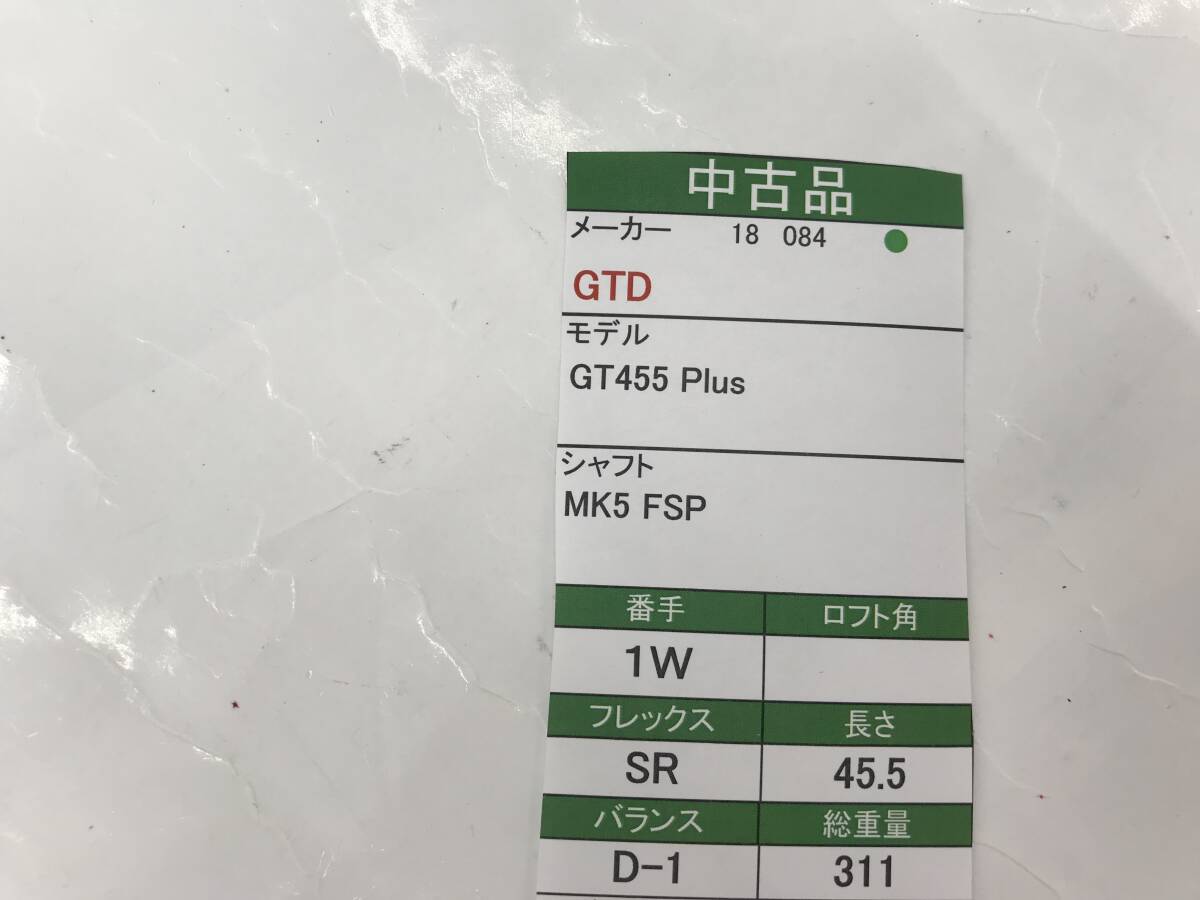 中古品
メーカー 18 084 ●
GTD
モデル
GT455 Plus
シャフト
MK5 FSP
番手 ロフト角
1W
フレックス 長さ
SR 45.5
バランス 総重量
D-1 311